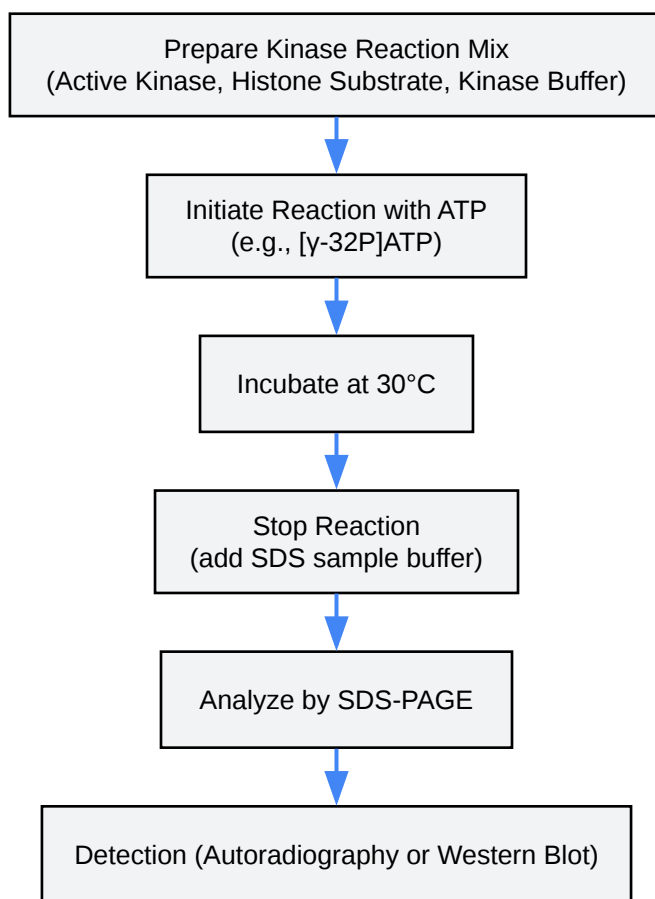 Prepare Kinase Reaction Mix
(Active Kinase, Histone Substrate, Kinase Buffer)
Initiate Reaction with ATP
(e.g., [γ-32P]ATP)
Incubate at 30°C
Stop Reaction
(add SDS sample buffer)
Analyze by SDS-PAGE
Detection (Autoradiography or Western Blot)